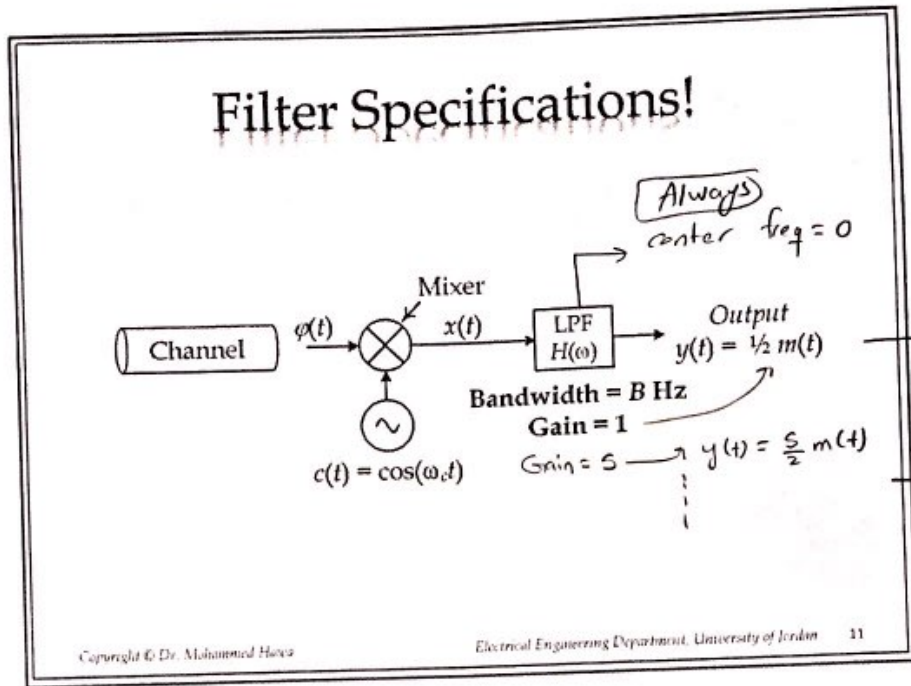 Filter Specifications!
Always
center freq = 0
Mixer
Channel
φ(t)
x(t)
LPF
H(ω)
Output
y(t) = ½ m(t)
Bandwidth = B Hz
Gain = 1
Gain = 5
y(t) = 5/2 m(t)
c(t) = cos(ω_c t)
Copyright © Dr. Mohammed Hawa
Electrical Engineering Department, University of Jordan 11